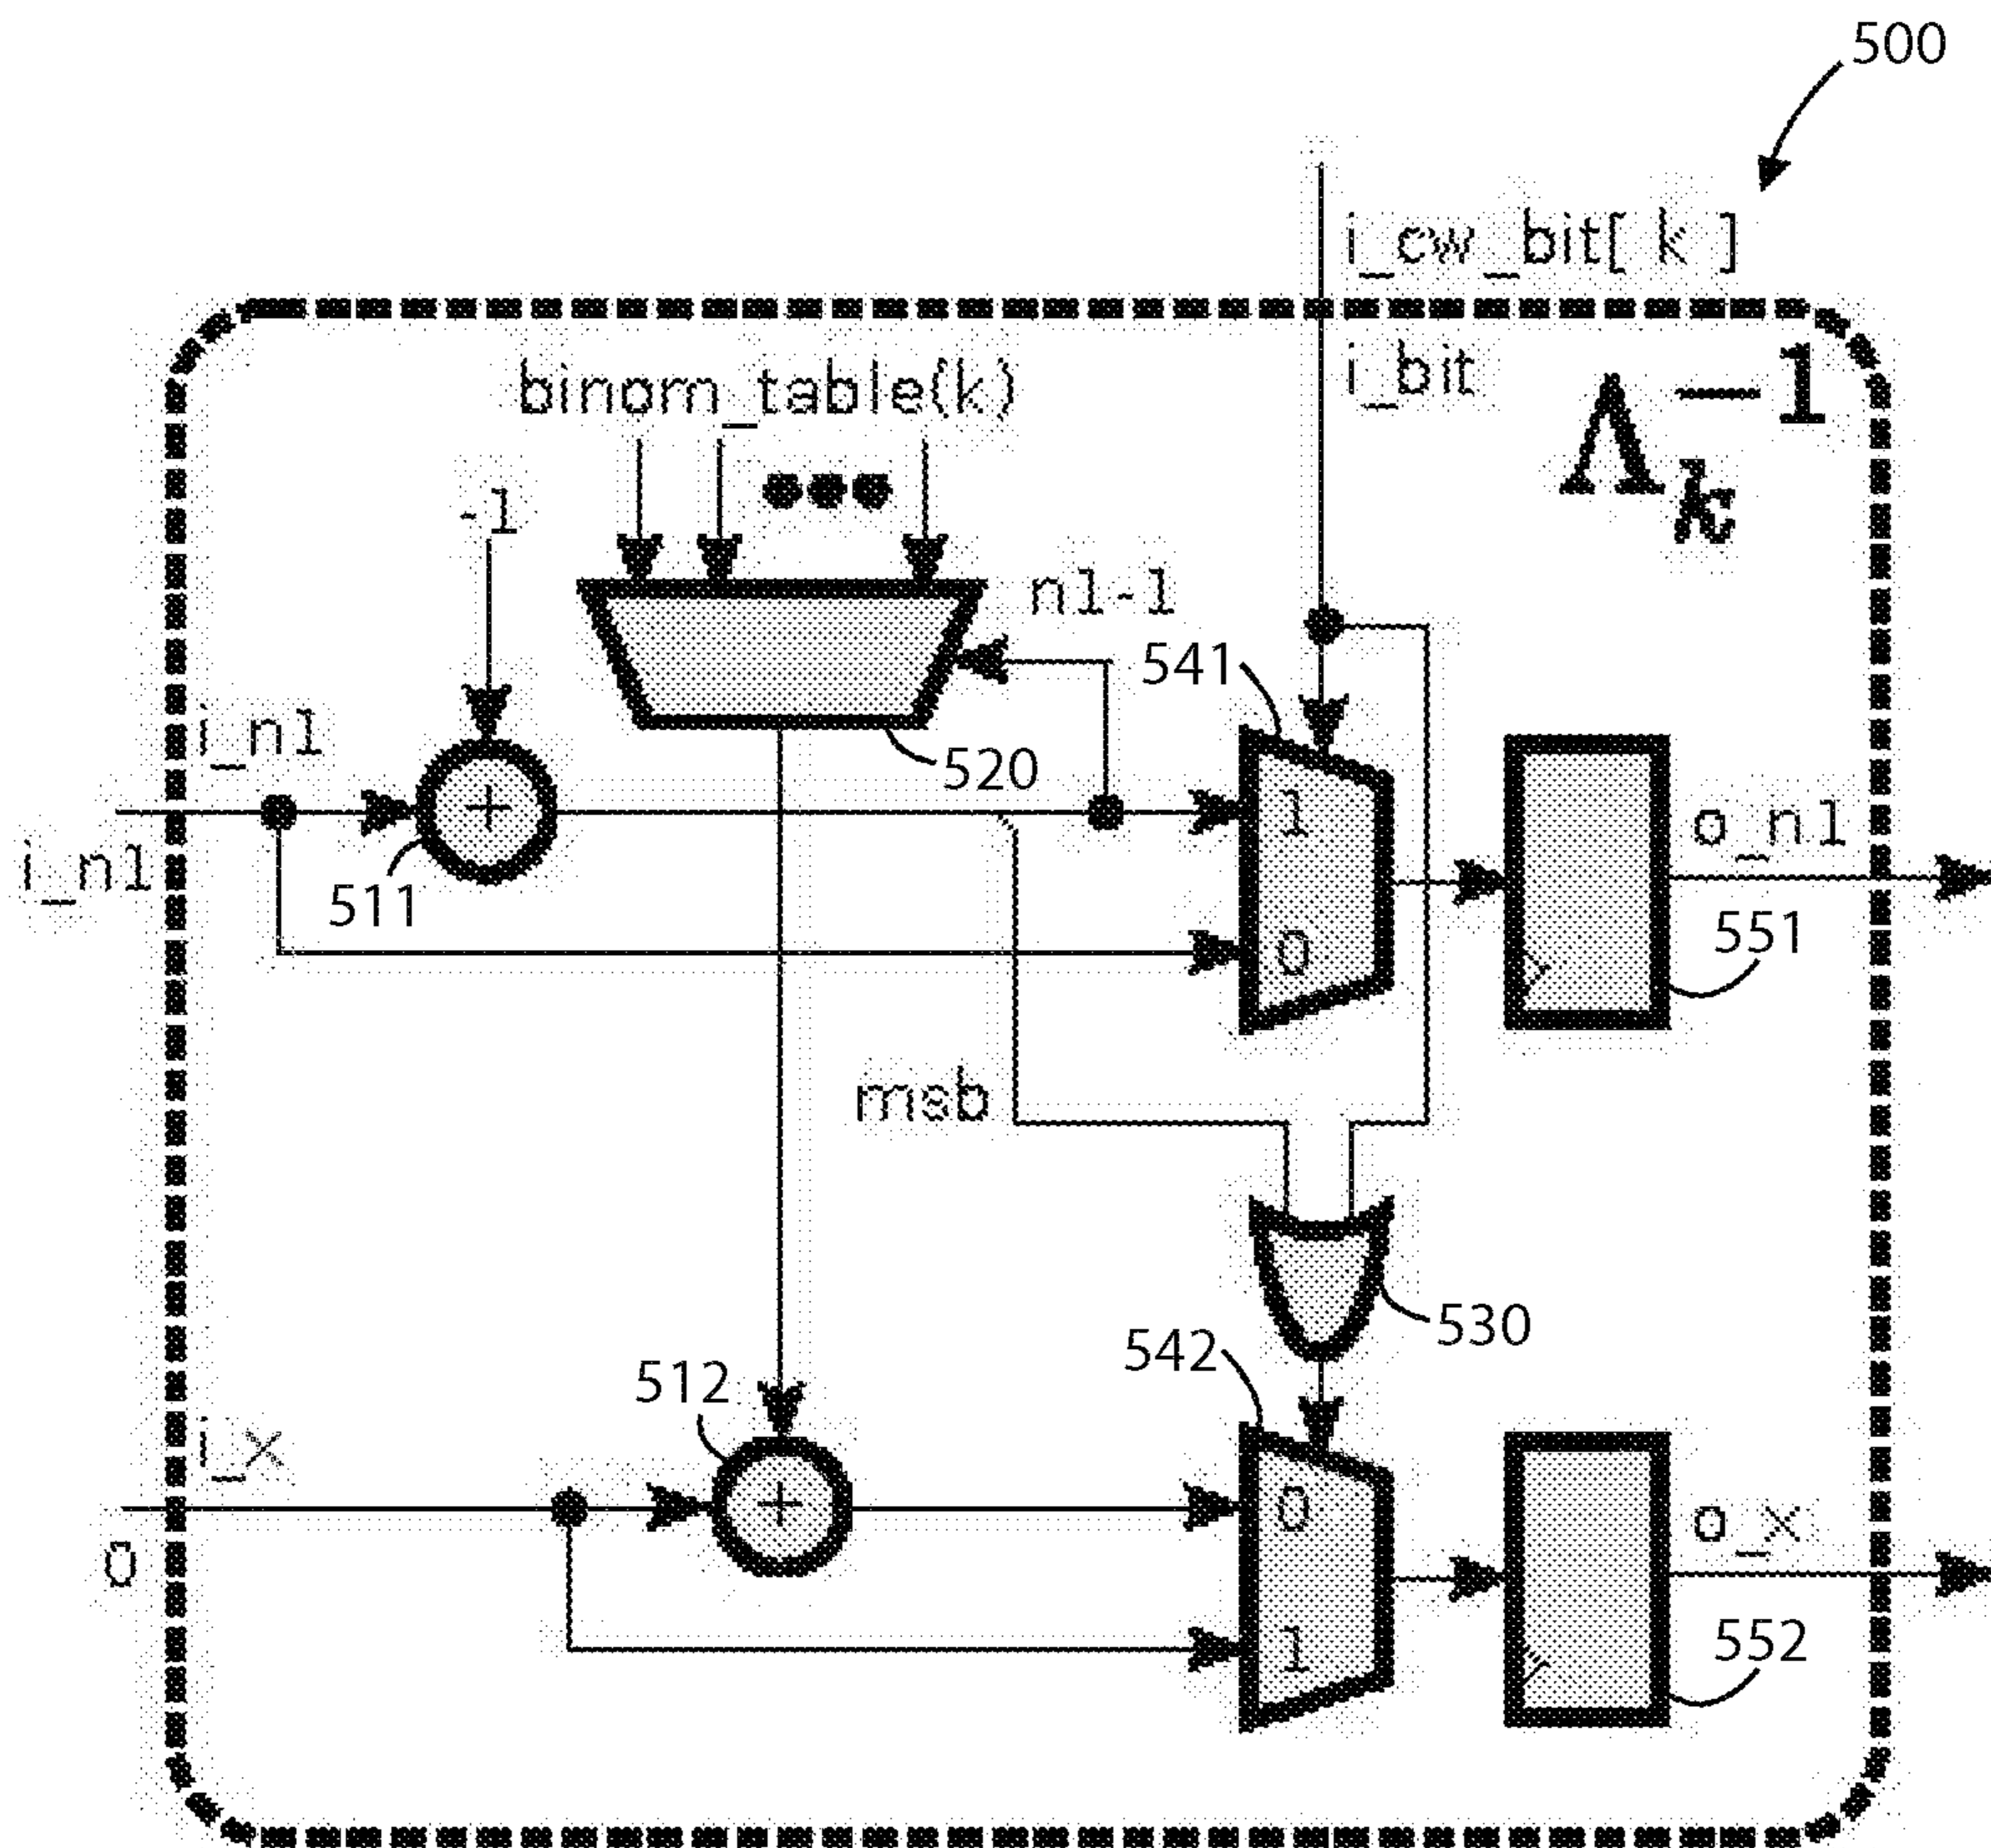 500
i_cw_bit[ k ]
i_bit
Λk−1
binom_table(k)
-1
n1-1
541
i_n1
520
i_n1
+
511
1
0
o_n1
551
msb
530
542
512
i_x
0
+
0
1
o_x
552